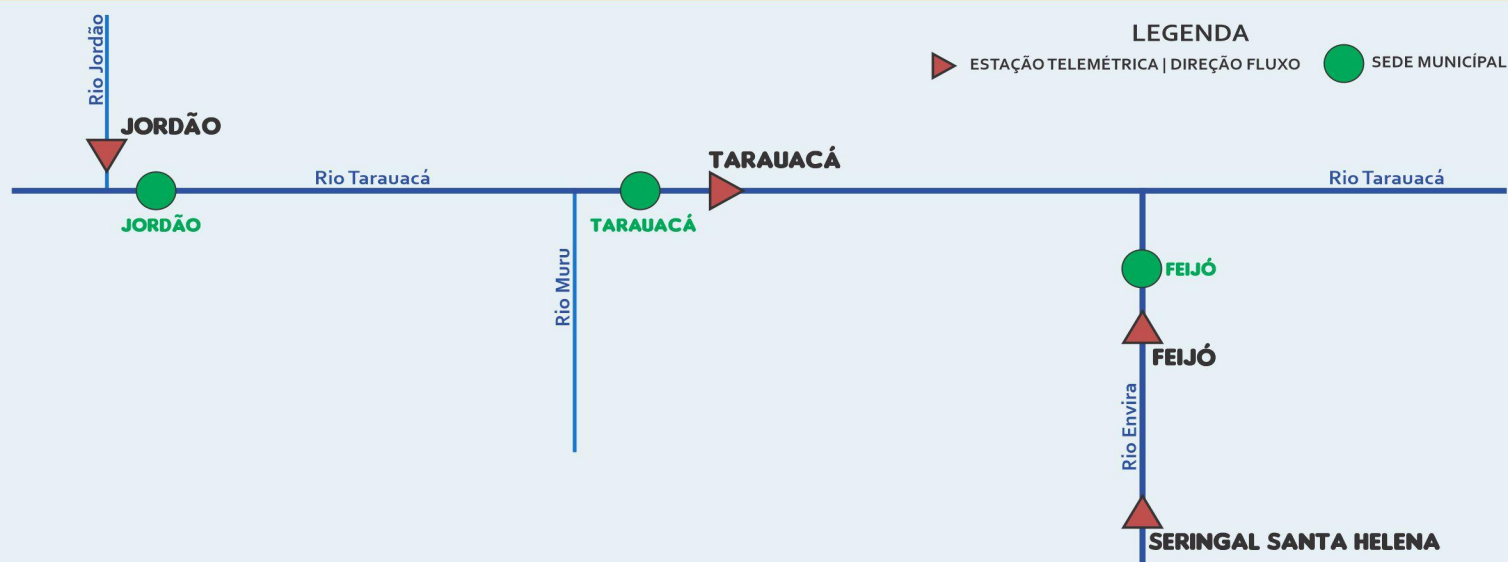 LEGENDA
ESTAÇÃO TELEMÉTRICA | DIREÇÃO FLUXO
SEDE MUNICÍPAL
Rio Jordão
JORDÃO
TARAUACÁ
Rio Tarauacá
Rio Tarauacá
JORDÃO
TARAUACÁ
Rio Muru
FEIJÓ
FEIJÓ
Rio Envira
SERINGAL SANTA HELENA